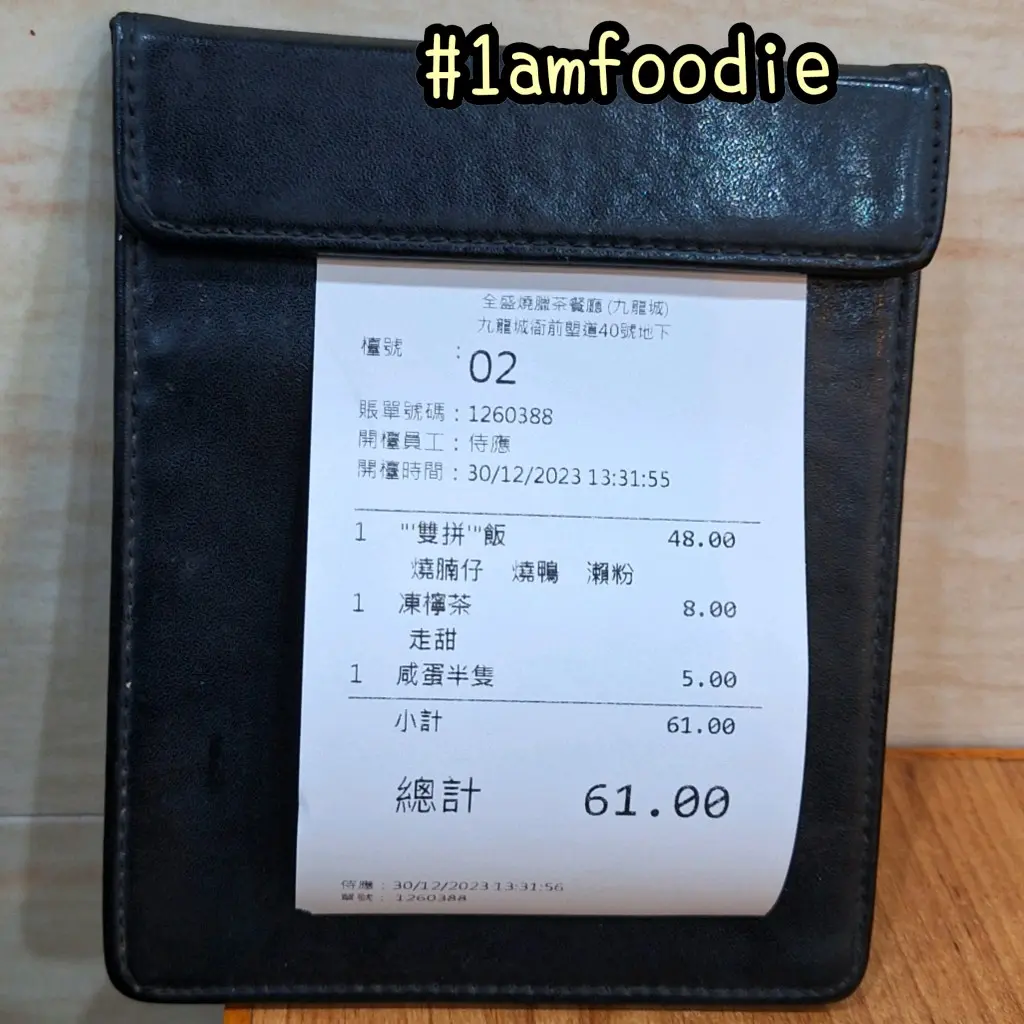 #1amfoodie
全盛燒臘茶餐廳 (九龍城)
九龍城衙前塱道40號地下
檯號 : 02
賬單號碼 : 1260388
開檯員工 : 侍應
開檯時間 : 30/12/2023 13:31:55
1 "'雙拼'"飯 48.00
燒腩仔 燒鴨 瀨粉
1 凍檸茶 8.00
走甜
1 咸蛋半隻 5.00
小計 61.00
總計 61.00
侍應 : 30/12/2023 13:31:56
單號 : 1260388